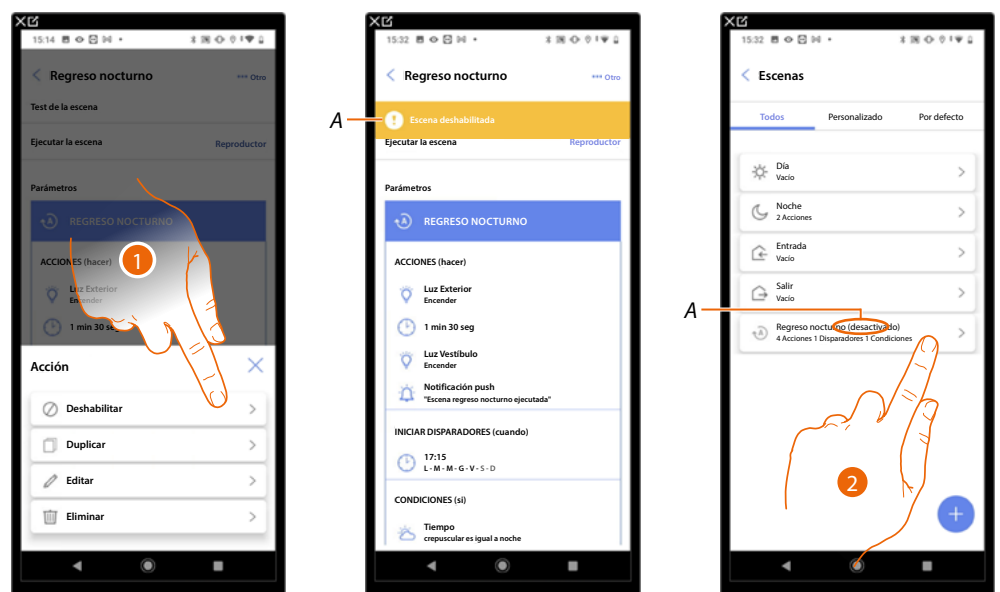 15:14
Regreso nocturno
*** Otro
Test de la escena
Ejecutar la escena
Reproductor
Parámetros
REGRESO NOCTURNO
ACCIONES (hacer)
Luz Exterior
Encender
1 min 30 seg
1
Acción
Deshabilitar
Duplicar
Editar
Eliminar
15:32
Regreso nocturno
*** Otro
A
Escena deshabilitada
Ejecutar la escena
Reproductor
Parámetros
REGRESO NOCTURNO
ACCIONES (hacer)
Luz Exterior
Encender
1 min 30 seg
Luz Vestíbulo
Encender
Notificación push
"Escena regreso nocturno ejecutada"
INICIAR DISPARADORES (cuando)
17:15
L - M - M - G - V - S - D
CONDICIONES (si)
Tiempo
crepuscular es igual a noche
15:32
Escenas
Todos
Personalizado
Por defecto
Día
Vacío
Noche
2 Acciones
Entrada
Vacío
Salir
Vacío
A
Regreso nocturno (desactivado)
4 Acciones 1 Disparadores 1 Condiciones
2